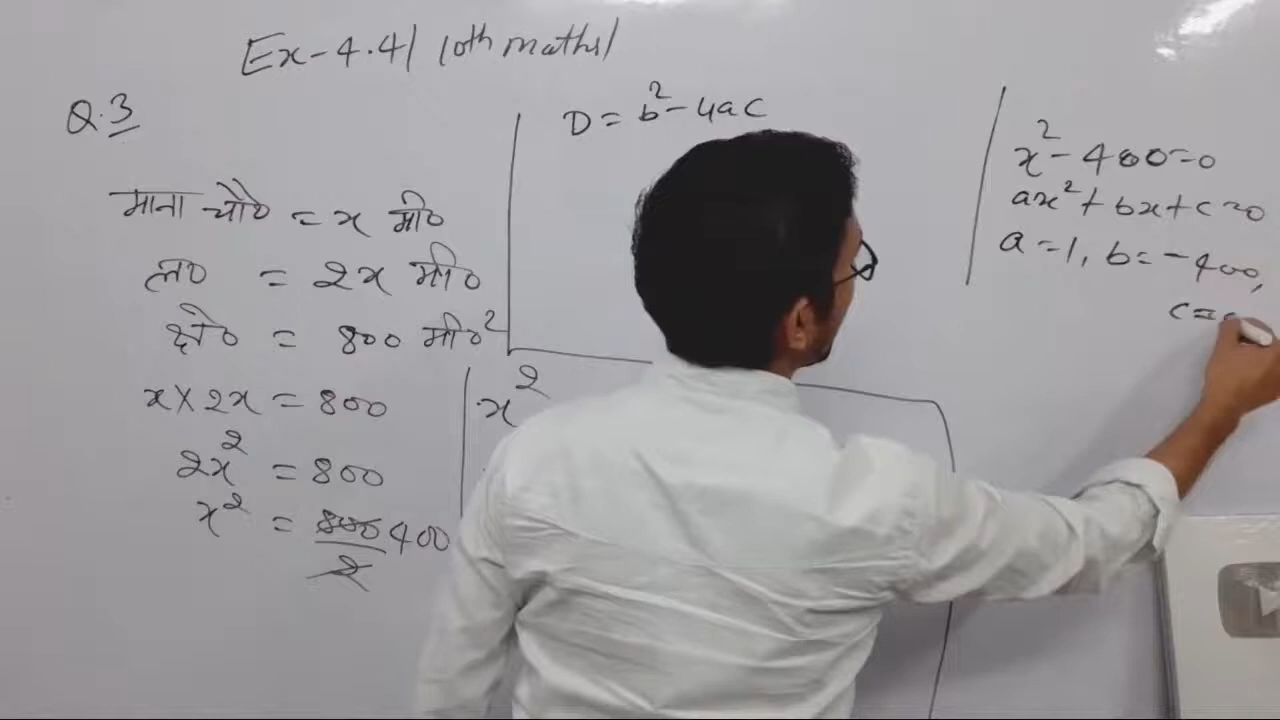 Ex-4.4/ 10th maths/
Q.3
माना चौ० = x मी०
ल० = 2x मी०
क्षे० = 800 मी०²
x × 2x = 800
2x² = 800
x² = 800/2 400
D = b² - 4ac
x²
x² - 400 = 0
ax² + bx + c = 0
a = 1, b = -400,
c =